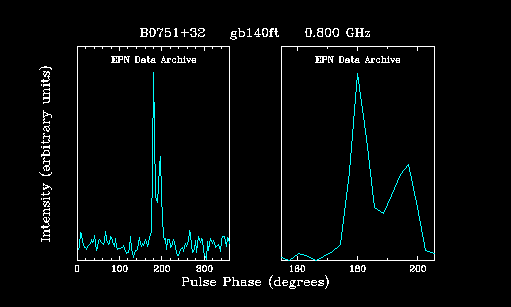 B0751+32 gb140ft 0.800 GHz
EPN Data Archive EPN Data Archive
Intensity (arbitrary units)
0 100 200 300 160 180 200
Pulse Phase (degrees)